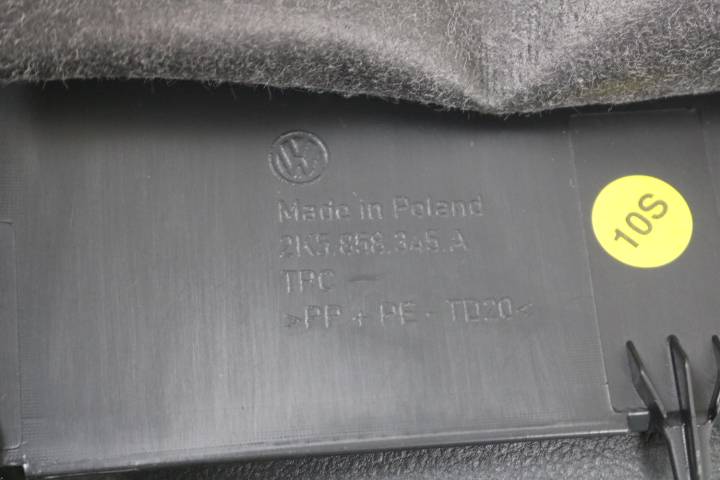 Made in Poland
2K5.858.345.A
TPC —
>PP + PE - TD20<
10S